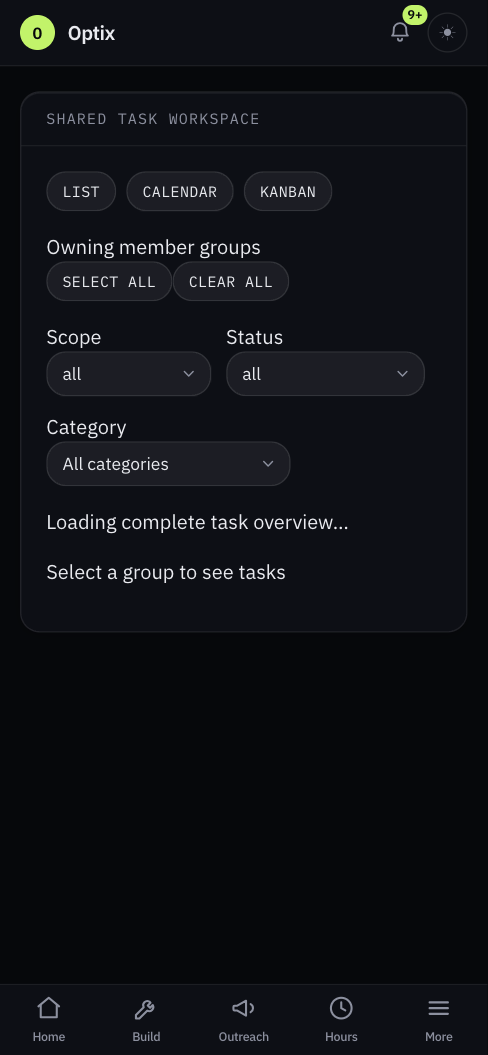 0 Optix 9+
SHARED TASK WORKSPACE
LIST CALENDAR KANBAN
Owning member groups
SELECT ALL CLEAR ALL
Scope Status
all all
Category
All categories
Loading complete task overview...
Select a group to see tasks
Home Build Outreach Hours More